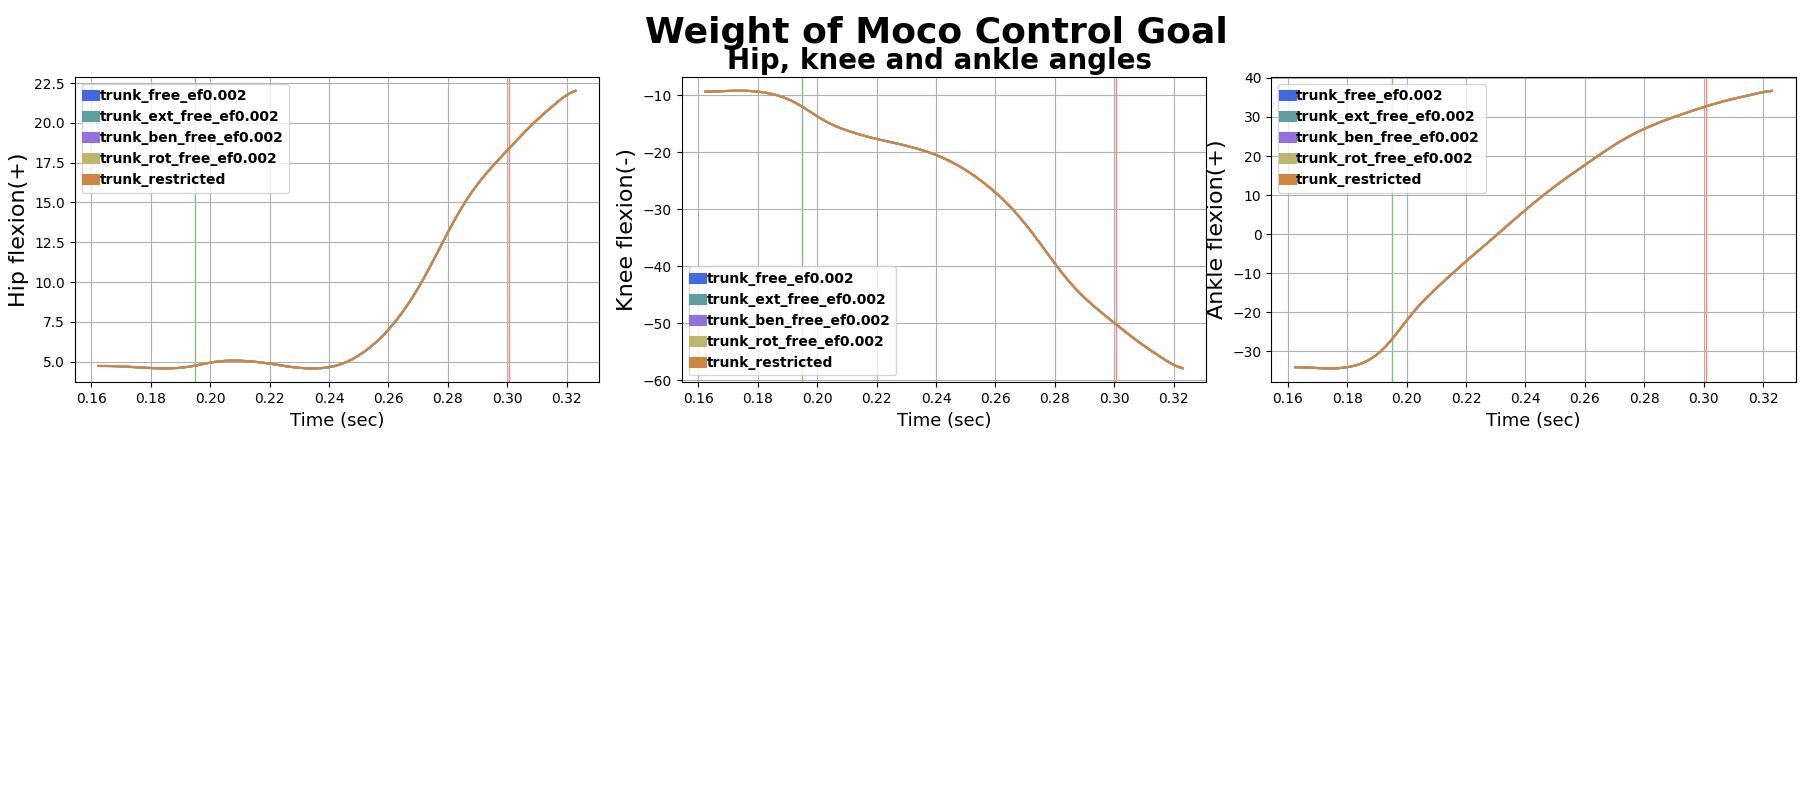 Weight of Moco Control Goal
Hip, knee and ankle angles
Hip flexion(+)
22.5
20.0
17.5
15.0
12.5
10.0
7.5
5.0
trunk_free_ef0.002
trunk_ext_free_ef0.002
trunk_ben_free_ef0.002
trunk_rot_free_ef0.002
trunk_restricted
0.16 0.18 0.20 0.22 0.24 0.26 0.28 0.30 0.32
Time (sec)
Knee flexion(-)
−10
−20
−30
−40
−50
−60
trunk_free_ef0.002
trunk_ext_free_ef0.002
trunk_ben_free_ef0.002
trunk_rot_free_ef0.002
trunk_restricted
0.16 0.18 0.20 0.22 0.24 0.26 0.28 0.30 0.32
Time (sec)
Ankle flexion(+)
40
30
20
10
0
−10
−20
−30
trunk_free_ef0.002
trunk_ext_free_ef0.002
trunk_ben_free_ef0.002
trunk_rot_free_ef0.002
trunk_restricted
0.16 0.18 0.20 0.22 0.24 0.26 0.28 0.30 0.32
Time (sec)